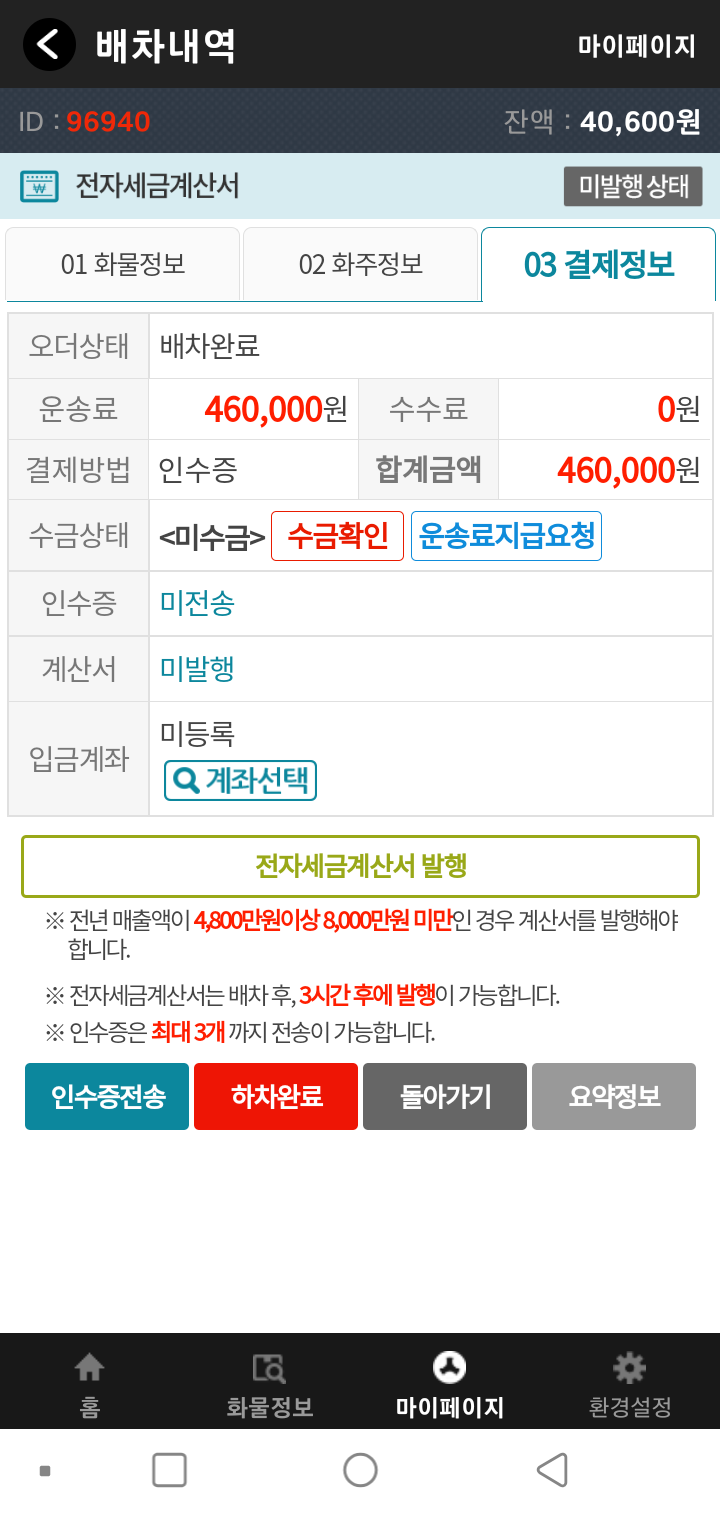 배차내역 마이페이지
ID : 96940 잔액 : 40,600원
전자세금계산서 미발행 상태
01 화물정보 02 화주정보 03 결제정보
오더상태 배차완료
운송료 460,000원 수수료 0원
결제방법 인수증 합계금액 460,000원
수금상태 <미수금> 수금확인 운송료지급요청
인수증 미전송
계산서 미발행
입금계좌 미등록
계좌선택
전자세금계산서 발행
※ 전년 매출액이 4,800만원이상 8,000만원 미만인 경우 계산서를 발행해야
합니다.
※ 전자세금계산서는 배차 후, 3시간 후에 발행이 가능합니다.
※ 인수증은 최대 3개 까지 전송이 가능합니다.
인수증전송 하차완료 돌아가기 요약정보
홈 화물정보 마이페이지 환경설정